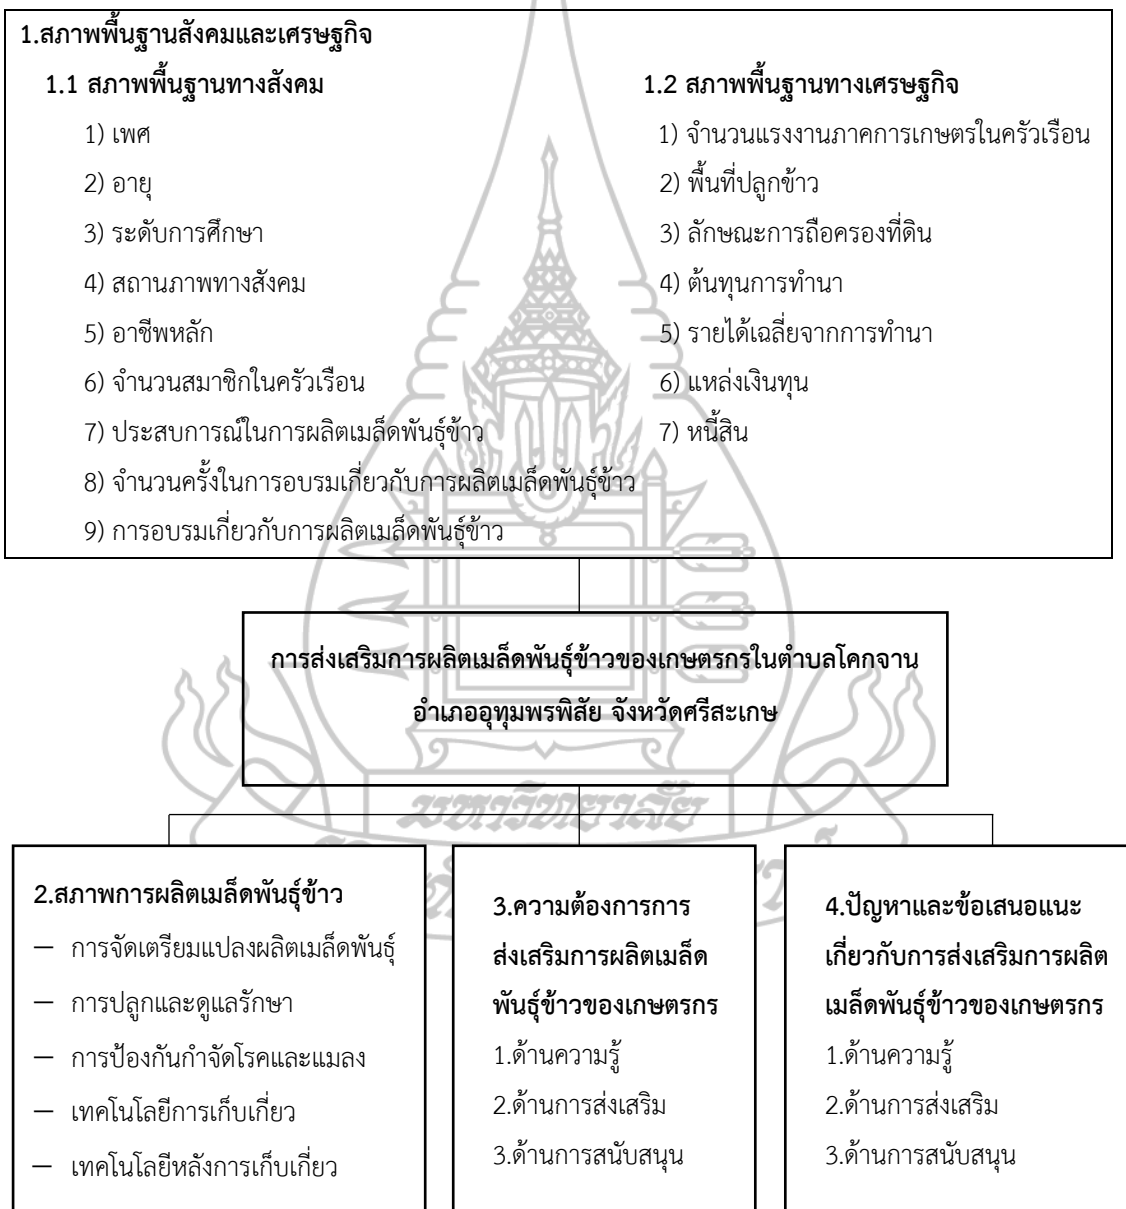 1.สภาพพื้นฐานสังคมและเศรษฐกิจ
1.1 สภาพพื้นฐานทางสังคม
1) เพศ
2) อายุ
3) ระดับการศึกษา
4) สถานภาพทางสังคม
5) อาชีพหลัก
6) จำนวนสมาชิกในครัวเรือน
7) ประสบการณ์ในการผลิตเมล็ดพันธุ์ข้าว
8) จำนวนครั้งในการอบรมเกี่ยวกับการผลิตเมล็ดพันธุ์ข้าว
9) การอบรมเกี่ยวกับการผลิตเมล็ดพันธุ์ข้าว
1.2 สภาพพื้นฐานทางเศรษฐกิจ
1) จำนวนแรงงานภาคการเกษตรในครัวเรือน
2) พื้นที่ปลูกข้าว
3) ลักษณะการถือครองที่ดิน
4) ต้นทุนการทำนา
5) รายได้เฉลี่ยจากการทำนา
6) แหล่งเงินทุน
7) หนี้สิน
การส่งเสริมการผลิตเมล็ดพันธุ์ข้าวของเกษตรกรในตำบลโคกจาน
อำเภออุทุมพรพิสัย จังหวัดศรีสะเกษ
มหาวิทยาลัย
2.สภาพการผลิตเมล็ดพันธุ์ข้าว
— การจัดเตรียมแปลงผลิตเมล็ดพันธุ์
— การปลูกและดูแลรักษา
— การป้องกันกำจัดโรคและแมลง
— เทคโนโลยีการเก็บเกี่ยว
— เทคโนโลยีหลังการเก็บเกี่ยว
3.ความต้องการการ
ส่งเสริมการผลิตเมล็ด
พันธุ์ข้าวของเกษตรกร
1.ด้านความรู้
2.ด้านการส่งเสริม
3.ด้านการสนับสนุน
4.ปัญหาและข้อเสนอแนะ
เกี่ยวกับการส่งเสริมการผลิต
เมล็ดพันธุ์ข้าวของเกษตรกร
1.ด้านความรู้
2.ด้านการส่งเสริม
3.ด้านการสนับสนุน